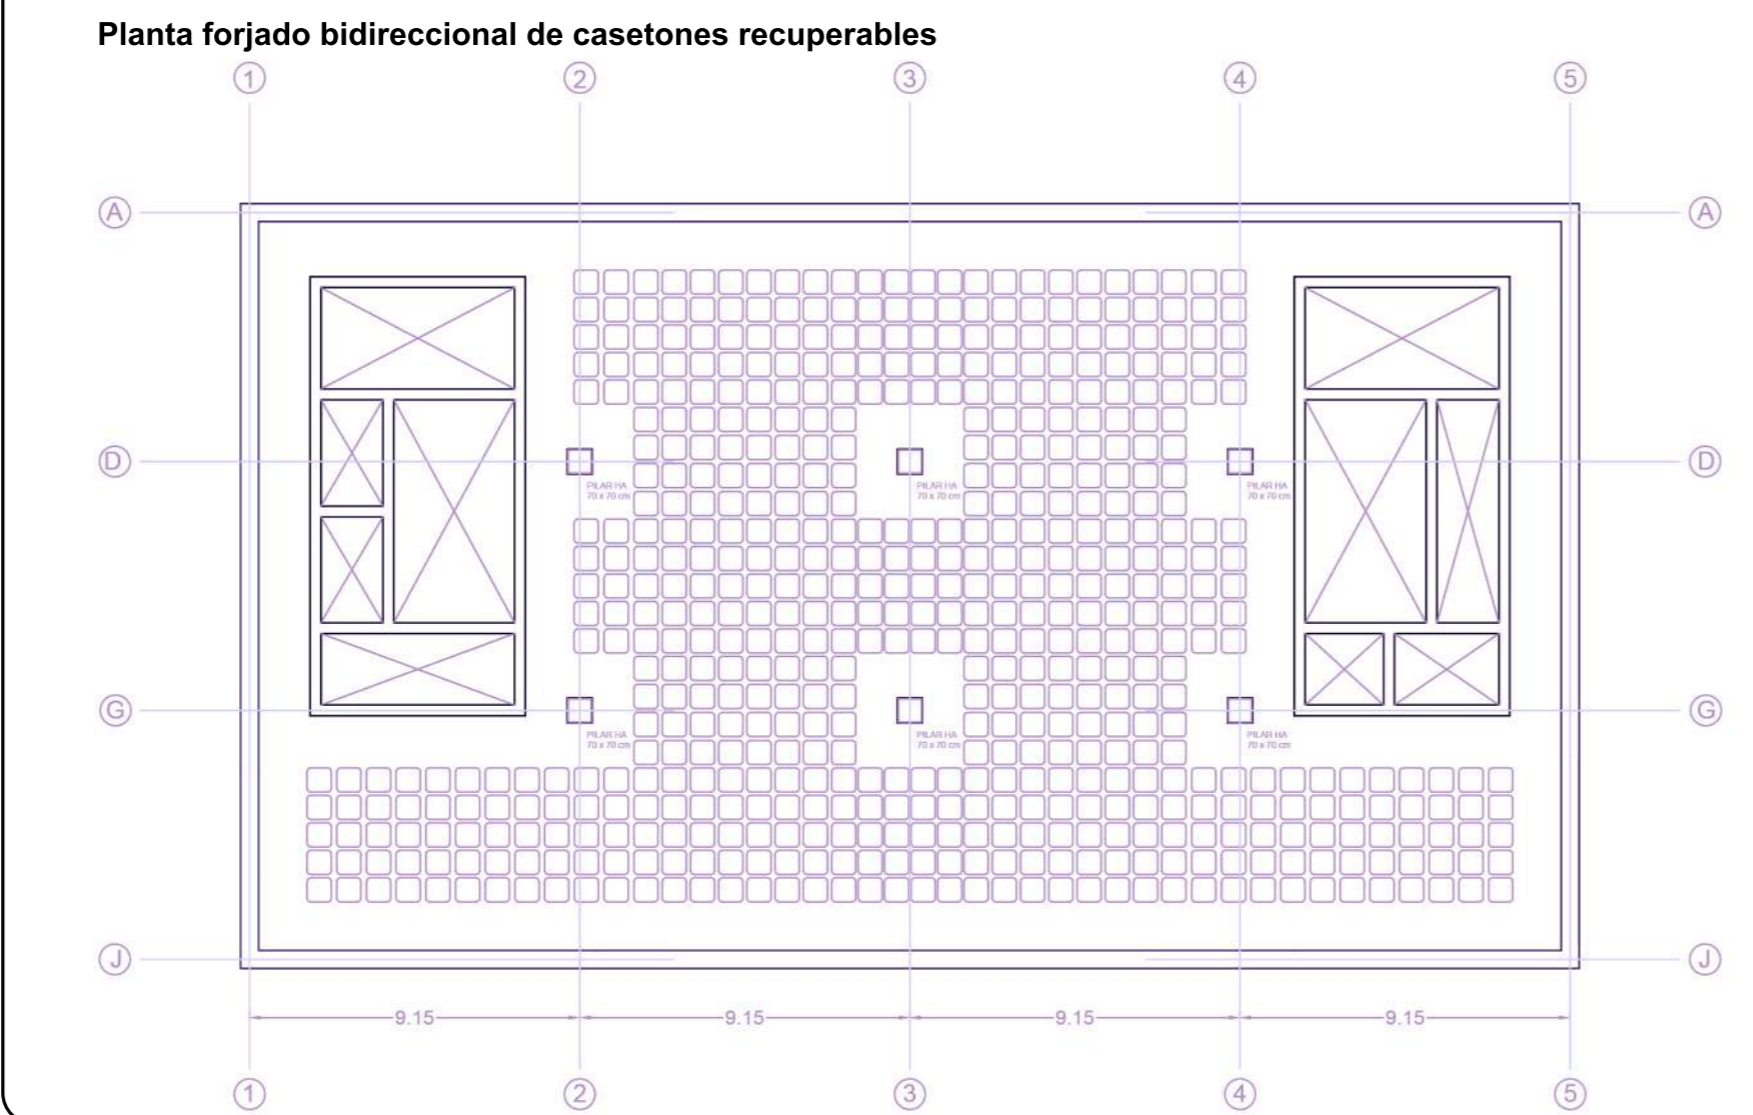 Planta forjado bidireccional de casetones recuperables
1 2 3 4 5
A A
D D
PILAR HA PILAR HA PILAR HA
70 x 70 cm 70 x 70 cm 70 x 70 cm
G G
PILAR HA PILAR HA PILAR HA
70 x 70 cm 70 x 70 cm 70 x 70 cm
J J
9.15 9.15 9.15 9.15
1 2 3 4 5